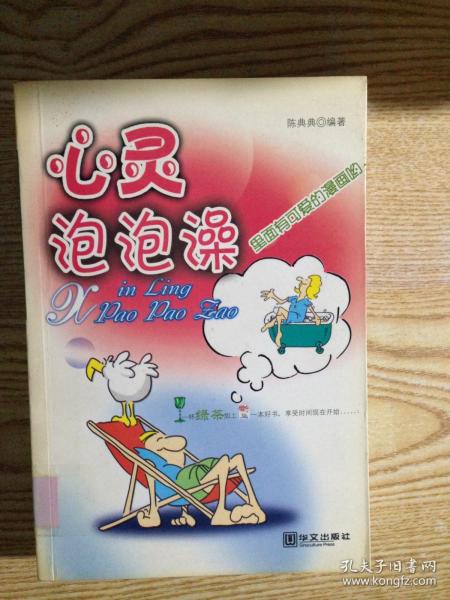 陈典典◎编著
心灵
泡泡澡
里面有可爱的漫画哟
Xin Ling
Pao Pao Zao
一杯绿茶加上一本好书，享受时间现在开始……
华文出版社
Sinoculture Press
孔夫子旧书网
www.kongfz.com